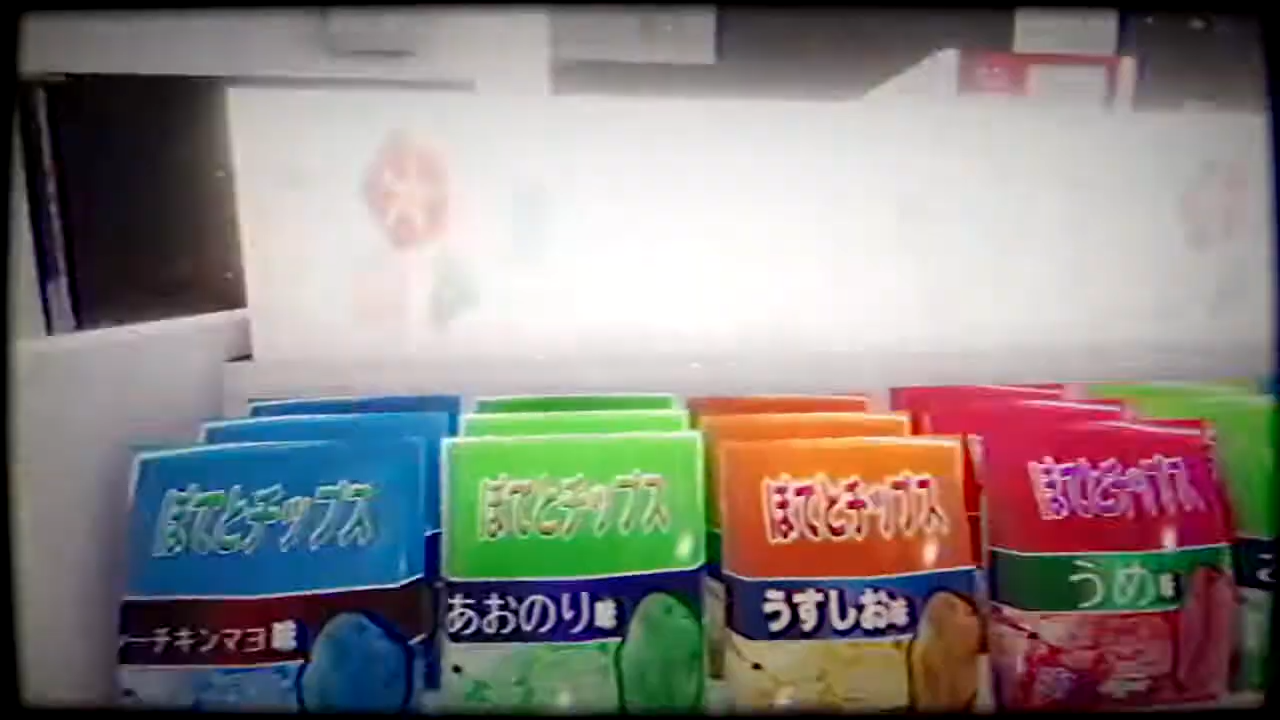 ぽてとチップス
ーチキンマヨ味
ぽてとチップス
あおのり味
ぽてとチップス
うすしお味
ぽてとチップス
うめ味